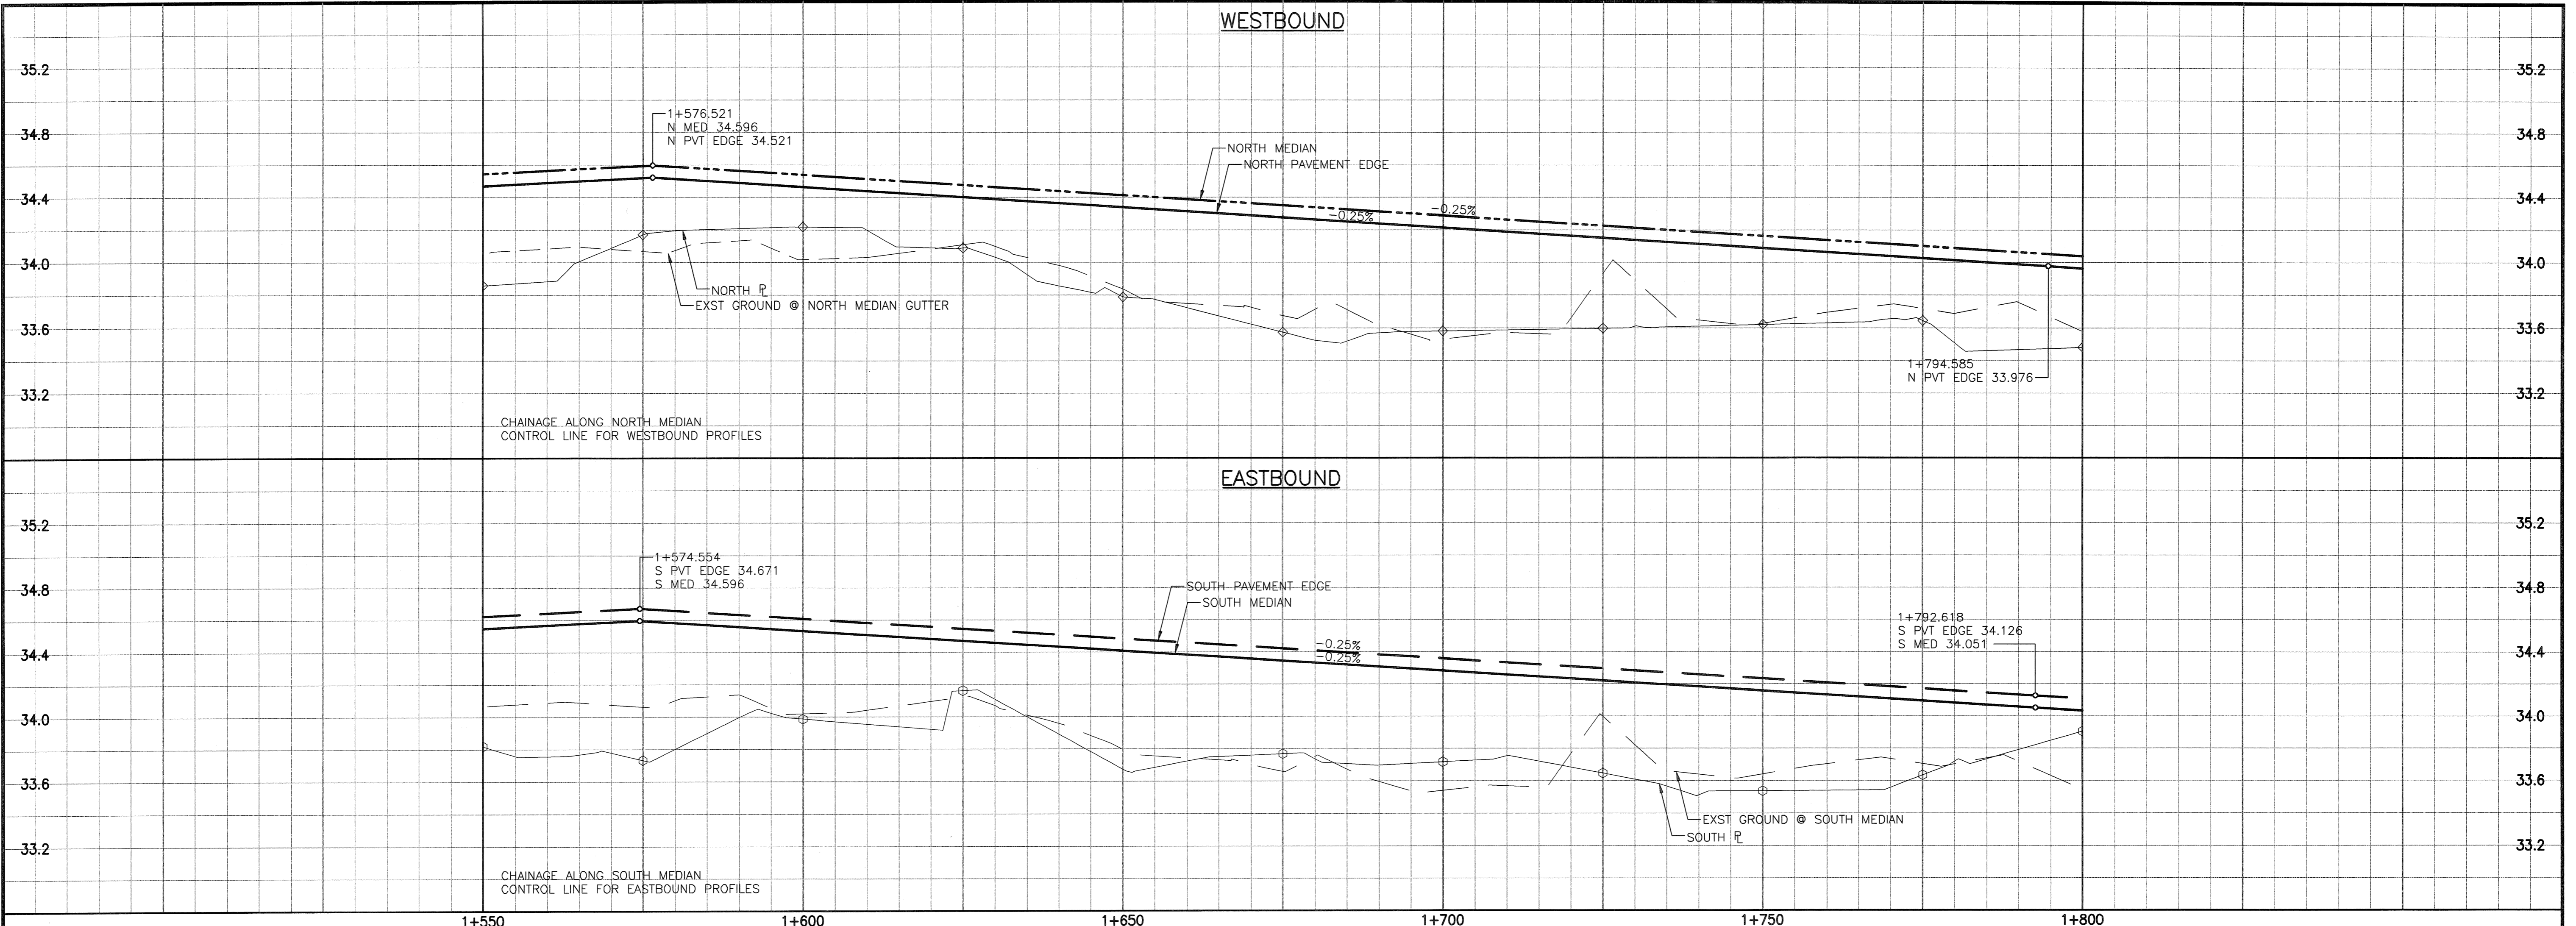 WESTBOUND
35.2
35.2
1+576.521
N MED 34.596
N PVT EDGE 34.521
34.8
34.8
NORTH MEDIAN
NORTH PAVEMENT EDGE
34.4
34.4
-0.25%
-0.25%
34.0
34.0
NORTH ℄
EXST GROUND @ NORTH MEDIAN GUTTER
33.6
33.6
1+794.585
N PVT EDGE 33.976
33.2
33.2
CHAINAGE ALONG NORTH MEDIAN
CONTROL LINE FOR WESTBOUND PROFILES
EASTBOUND
35.2
35.2
1+574.554
S PVT EDGE 34.671
S MED 34.596
34.8
34.8
SOUTH PAVEMENT EDGE
SOUTH MEDIAN
1+792.618
S PVT EDGE 34.126
S MED 34.051
34.4
34.4
-0.25%
-0.25%
34.0
34.0
33.6
33.6
EXST GROUND @ SOUTH MEDIAN
SOUTH PL
33.2
33.2
CHAINAGE ALONG SOUTH MEDIAN
CONTROL LINE FOR EASTBOUND PROFILES
1+550 1+600 1+650 1+700 1+750 1+800